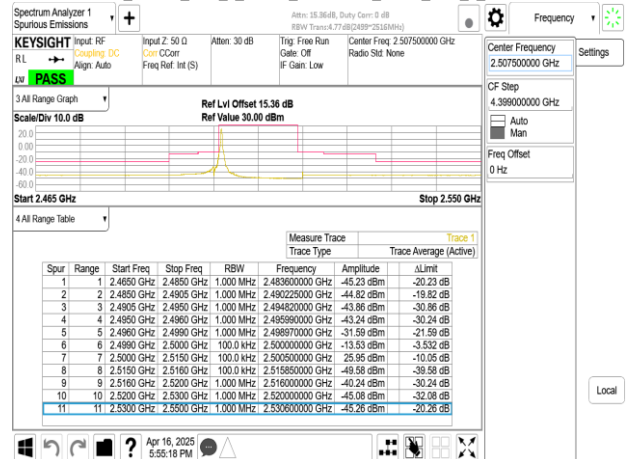 Spectrum Analyzer 1
Spurious Emissions
Atten: 15.36dB, Duty Corr: 0 dB
RBW Trans:4.77dB(2499~2516MHz)
Frequency
KEYSIGHT
RL
LXI
PASS
Input: RF
Coupling: DC
Align: Auto
Input Z: 50 Ω
Corr CCorr
Freq Ref: Int (S)
Atten: 30 dB
Trig: Free Run
Gate: Off
IF Gain: Low
Center Freq: 2.507500000 GHz
Radio Std: None
Center Frequency
2.507500000 GHz
Settings
CF Step
4.399000000 GHz
Auto
Man
Freq Offset
0 Hz
3 All Range Graph
Scale/Div 10.0 dB
Ref Lvl Offset 15.36 dB
Ref Value 30.00 dBm
20.0
0.00
-20.0
-40.0
-60.0
Start 2.465 GHz
Stop 2.550 GHz
4 All Range Table
Measure Trace Trace 1
Trace Type Trace Average (Active)
Spur Range Start Freq Stop Freq RBW Frequency Amplitude ΔLimit
1 1 2.4650 GHz 2.4850 GHz 1.000 MHz 2.483600000 GHz -45.23 dBm -20.23 dB
2 2 2.4850 GHz 2.4905 GHz 1.000 MHz 2.490225000 GHz -44.82 dBm -19.82 dB
3 3 2.4905 GHz 2.4950 GHz 1.000 MHz 2.494820000 GHz -43.86 dBm -30.86 dB
4 4 2.4950 GHz 2.4960 GHz 1.000 MHz 2.495990000 GHz -43.24 dBm -30.24 dB
5 5 2.4960 GHz 2.4990 GHz 1.000 MHz 2.498970000 GHz -31.59 dBm -21.59 dB
6 6 2.4990 GHz 2.5000 GHz 100.0 kHz 2.500000000 GHz -13.53 dBm -3.532 dB
7 7 2.5000 GHz 2.5150 GHz 100.0 kHz 2.500500000 GHz 25.95 dBm -10.05 dB
8 8 2.5150 GHz 2.5160 GHz 100.0 kHz 2.515850000 GHz -49.58 dBm -39.58 dB
9 9 2.5160 GHz 2.5200 GHz 1.000 MHz 2.516000000 GHz -40.24 dBm -30.24 dB
10 10 2.5200 GHz 2.5300 GHz 1.000 MHz 2.520000000 GHz -45.08 dBm -32.08 dB
11 11 2.5300 GHz 2.5500 GHz 1.000 MHz 2.530600000 GHz -45.26 dBm -20.26 dB
Local
Apr 16, 2025
5:55:18 PM